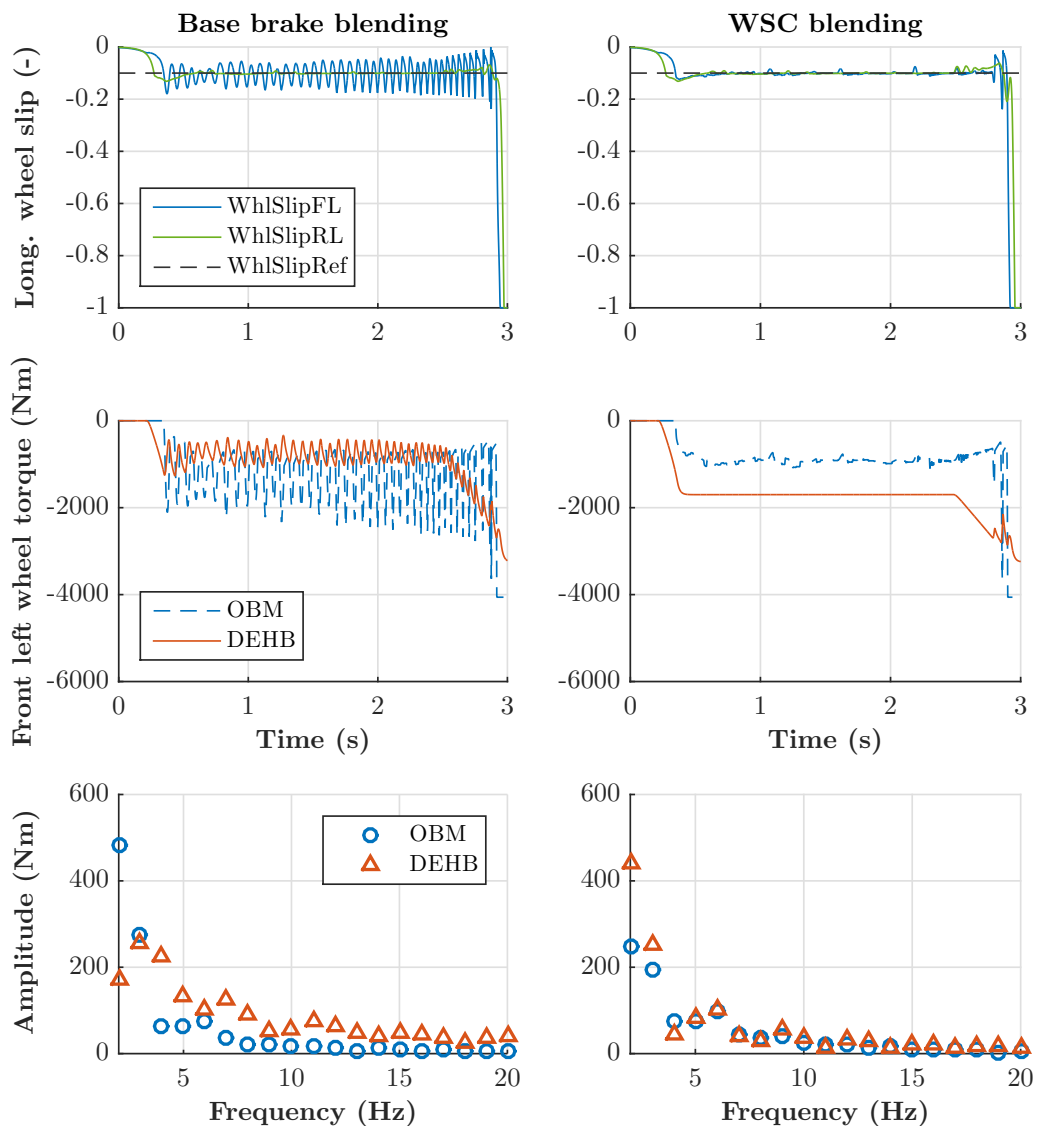 Base brake blending
WSC blending
Long. wheel slip (-)
0
-0.2
-0.4
-0.6
-0.8
-1
0 1 2 3
WhlSlipFL
WhlSlipRL
WhlSlipRef
0
-0.2
-0.4
-0.6
-0.8
-1
0 1 2 3
Front left wheel torque (Nm)
0
-2000
-4000
-6000
0 1 2 3
OBM
DEHB
Time (s)
0
-2000
-4000
-6000
0 1 2 3
Time (s)
Amplitude (Nm)
600
400
200
0
5 10 15 20
OBM
DEHB
Frequency (Hz)
600
400
200
0
5 10 15 20
Frequency (Hz)